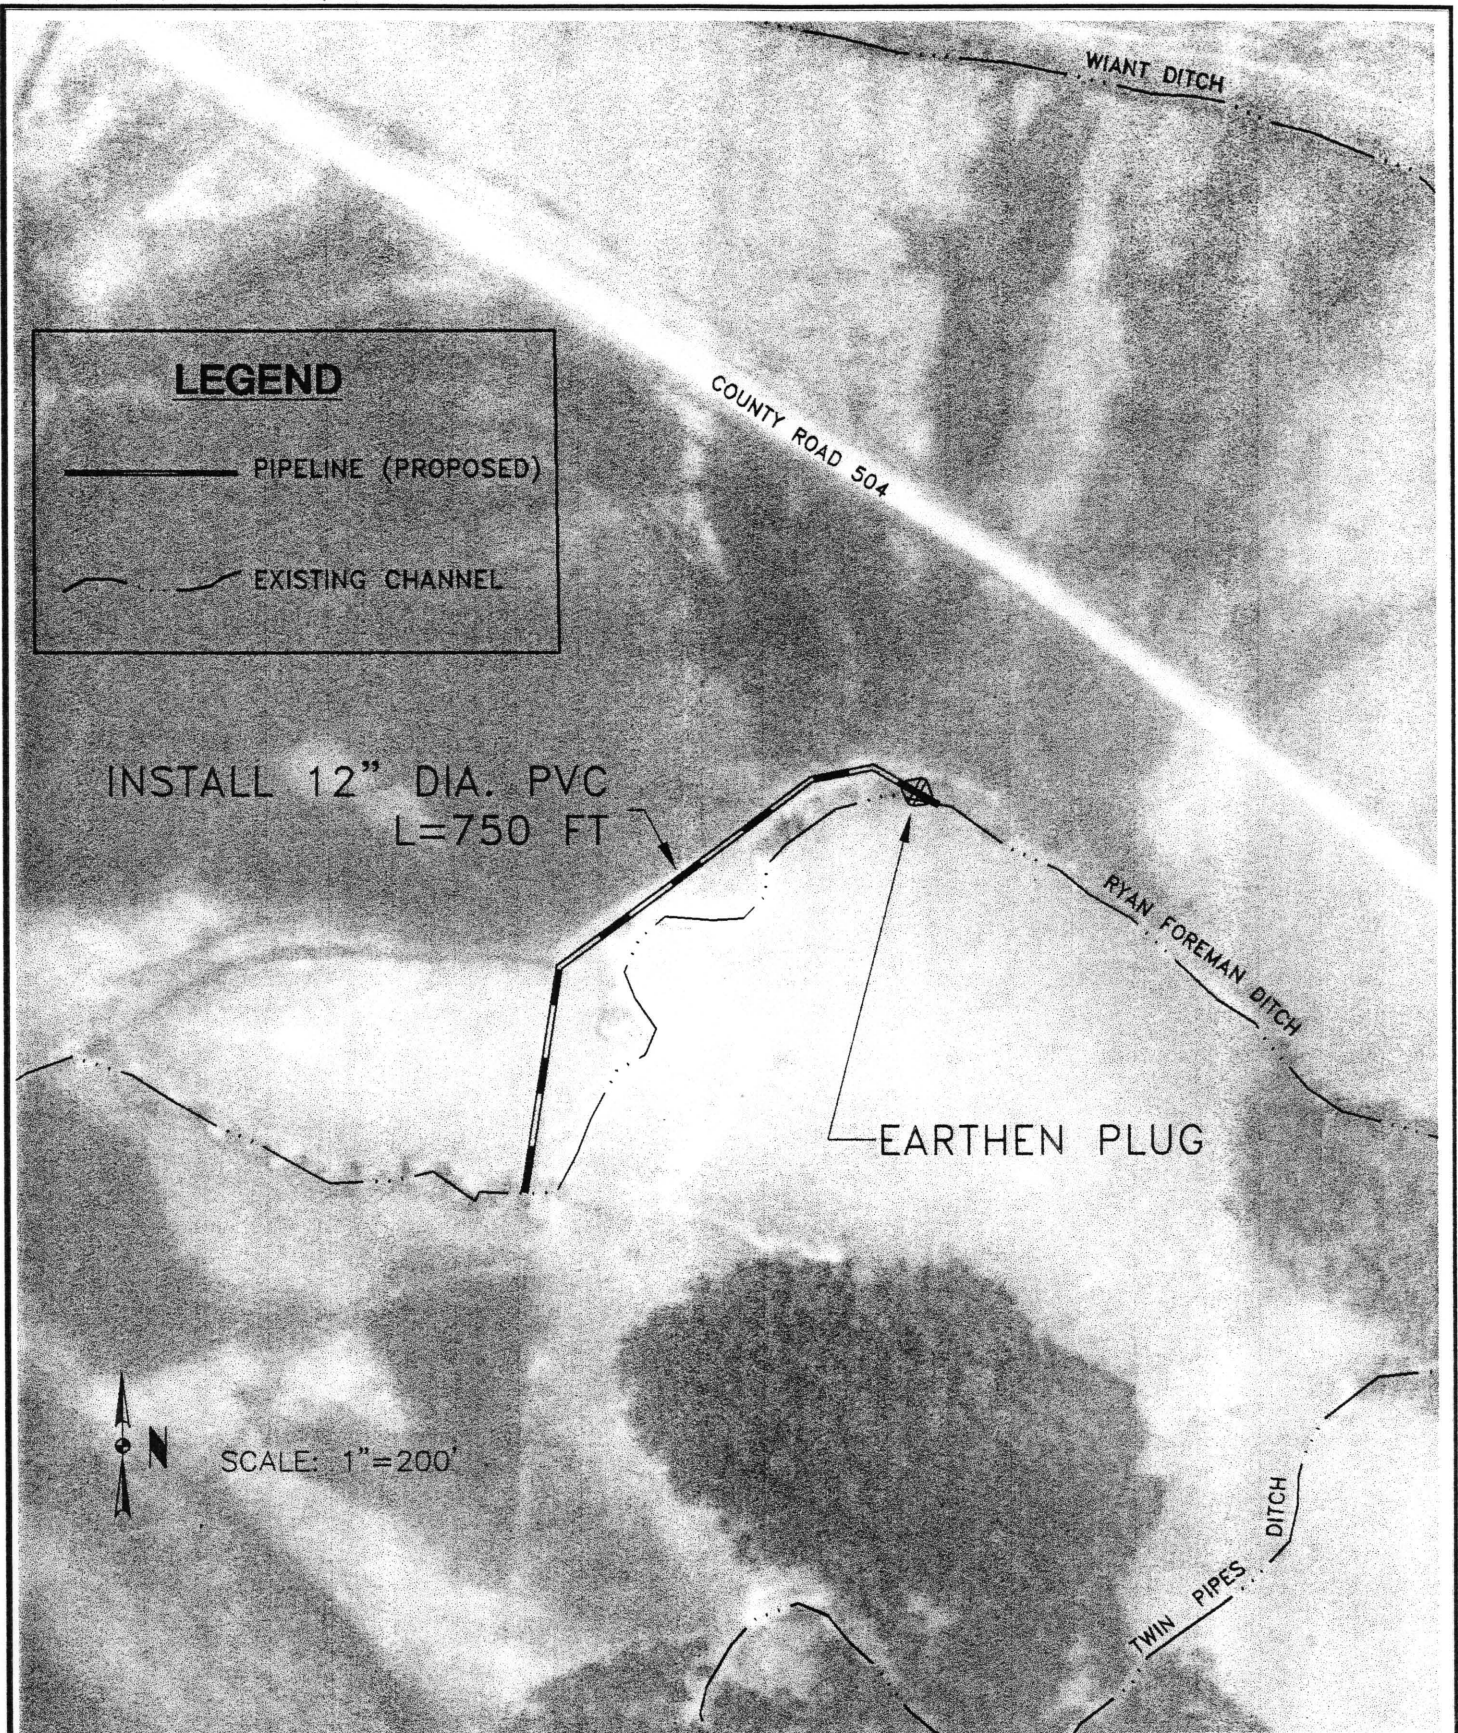 WIANT DITCH
LEGEND
PIPELINE (PROPOSED)
EXISTING CHANNEL
COUNTY ROAD 504
INSTALL 12" DIA. PVC
L=750 FT
RYAN FOREMAN DITCH
EARTHEN PLUG
N
SCALE: 1"=200'
TWIN PIPES DITCH